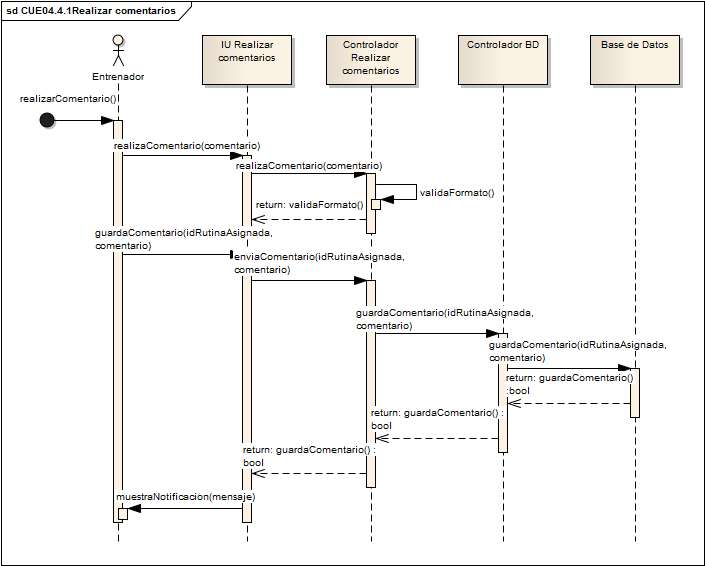 sd CUE04.4.1Realizar comentarios
Entrenador
IU Realizar
comentarios
Controlador
Realizar
comentarios
Controlador BD
Base de Datos
realizarComentario()
realizaComentario(comentario)
realizaComentario(comentario)
validaFormato()
return: validaFormato()
guardaComentario(idRutinaAsignada,
comentario)
enviaComentario(idRutinaAsignada,
comentario)
guardaComentario(idRutinaAsignada,
comentario)
guardaComentario(idRutinaAsignada,
comentario)
return: guardaComentario()
:bool
return: guardaComentario() :
bool
return: guardaComentario() :
bool
muestraNotificacion(mensaje)